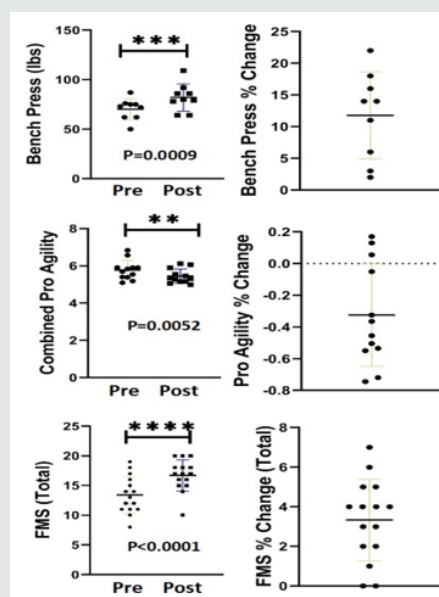 ***
Bench Press (lbs)
150
100
50
0
P=0.0009
Pre Post
Bench Press % Change
25
20
15
10
5
0
**
Combined Pro Agility
8
6
4
2
0
P=0.0052
Pre Post
Pro Agility % Change
0.2
0.0
-0.2
-0.4
-0.6
-0.8
****
FMS (Total)
25
20
15
10
5
0
P<0.0001
Pre Post
FMS % Change (Total)
8
6
4
2
0